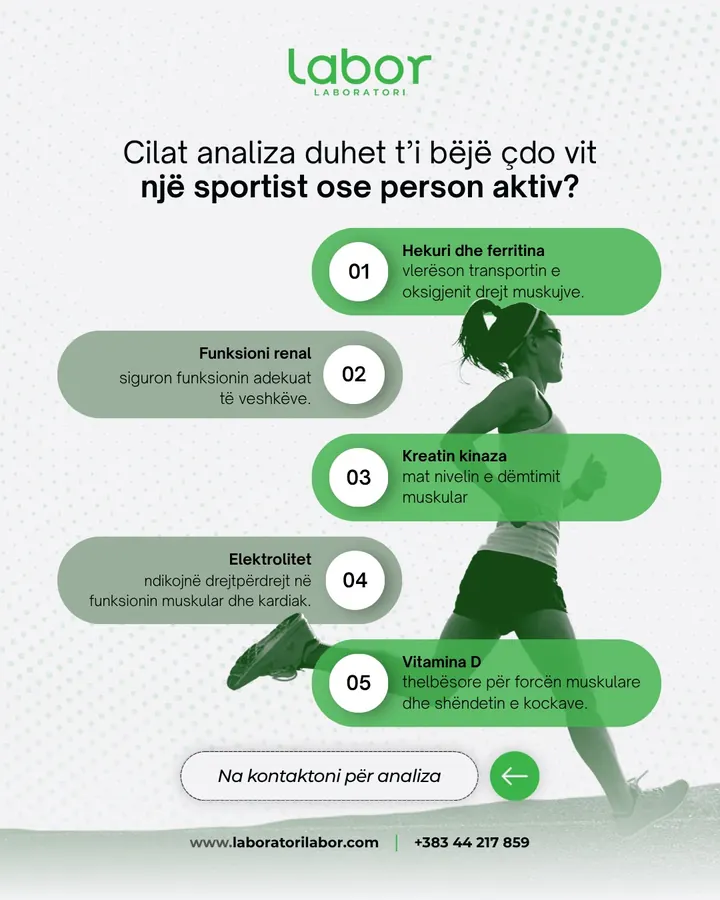 labor
LABORATORI
Cilat analiza duhet t'i bëjë çdo vit
një sportist ose person aktiv?
01
Hekuri dhe ferritina
vlerëson transportin e
oksigjenit drejt muskujve.
Funksioni renal
siguron funksionin adekuat
të veshkëve.
02
03
Kreatin kinaza
mat nivelin e dëmtimit
muskular
Elektrolitet
ndikojnë drejtpërdrejt në
funksionin muskular dhe kardiak.
04
05
Vitamina D
thelbësore për forcën muskulare
dhe shëndetin e kockave.
Na kontaktoni për analiza
www.laboratorilabor.com | +383 44 217 859